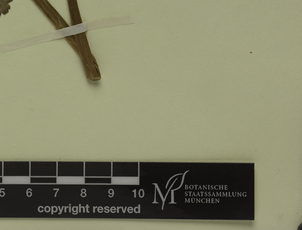 5 6 7 8 9 10
BOTANISCHE
STAATSSAMMLUNG
MÜNCHEN
copyright reserved